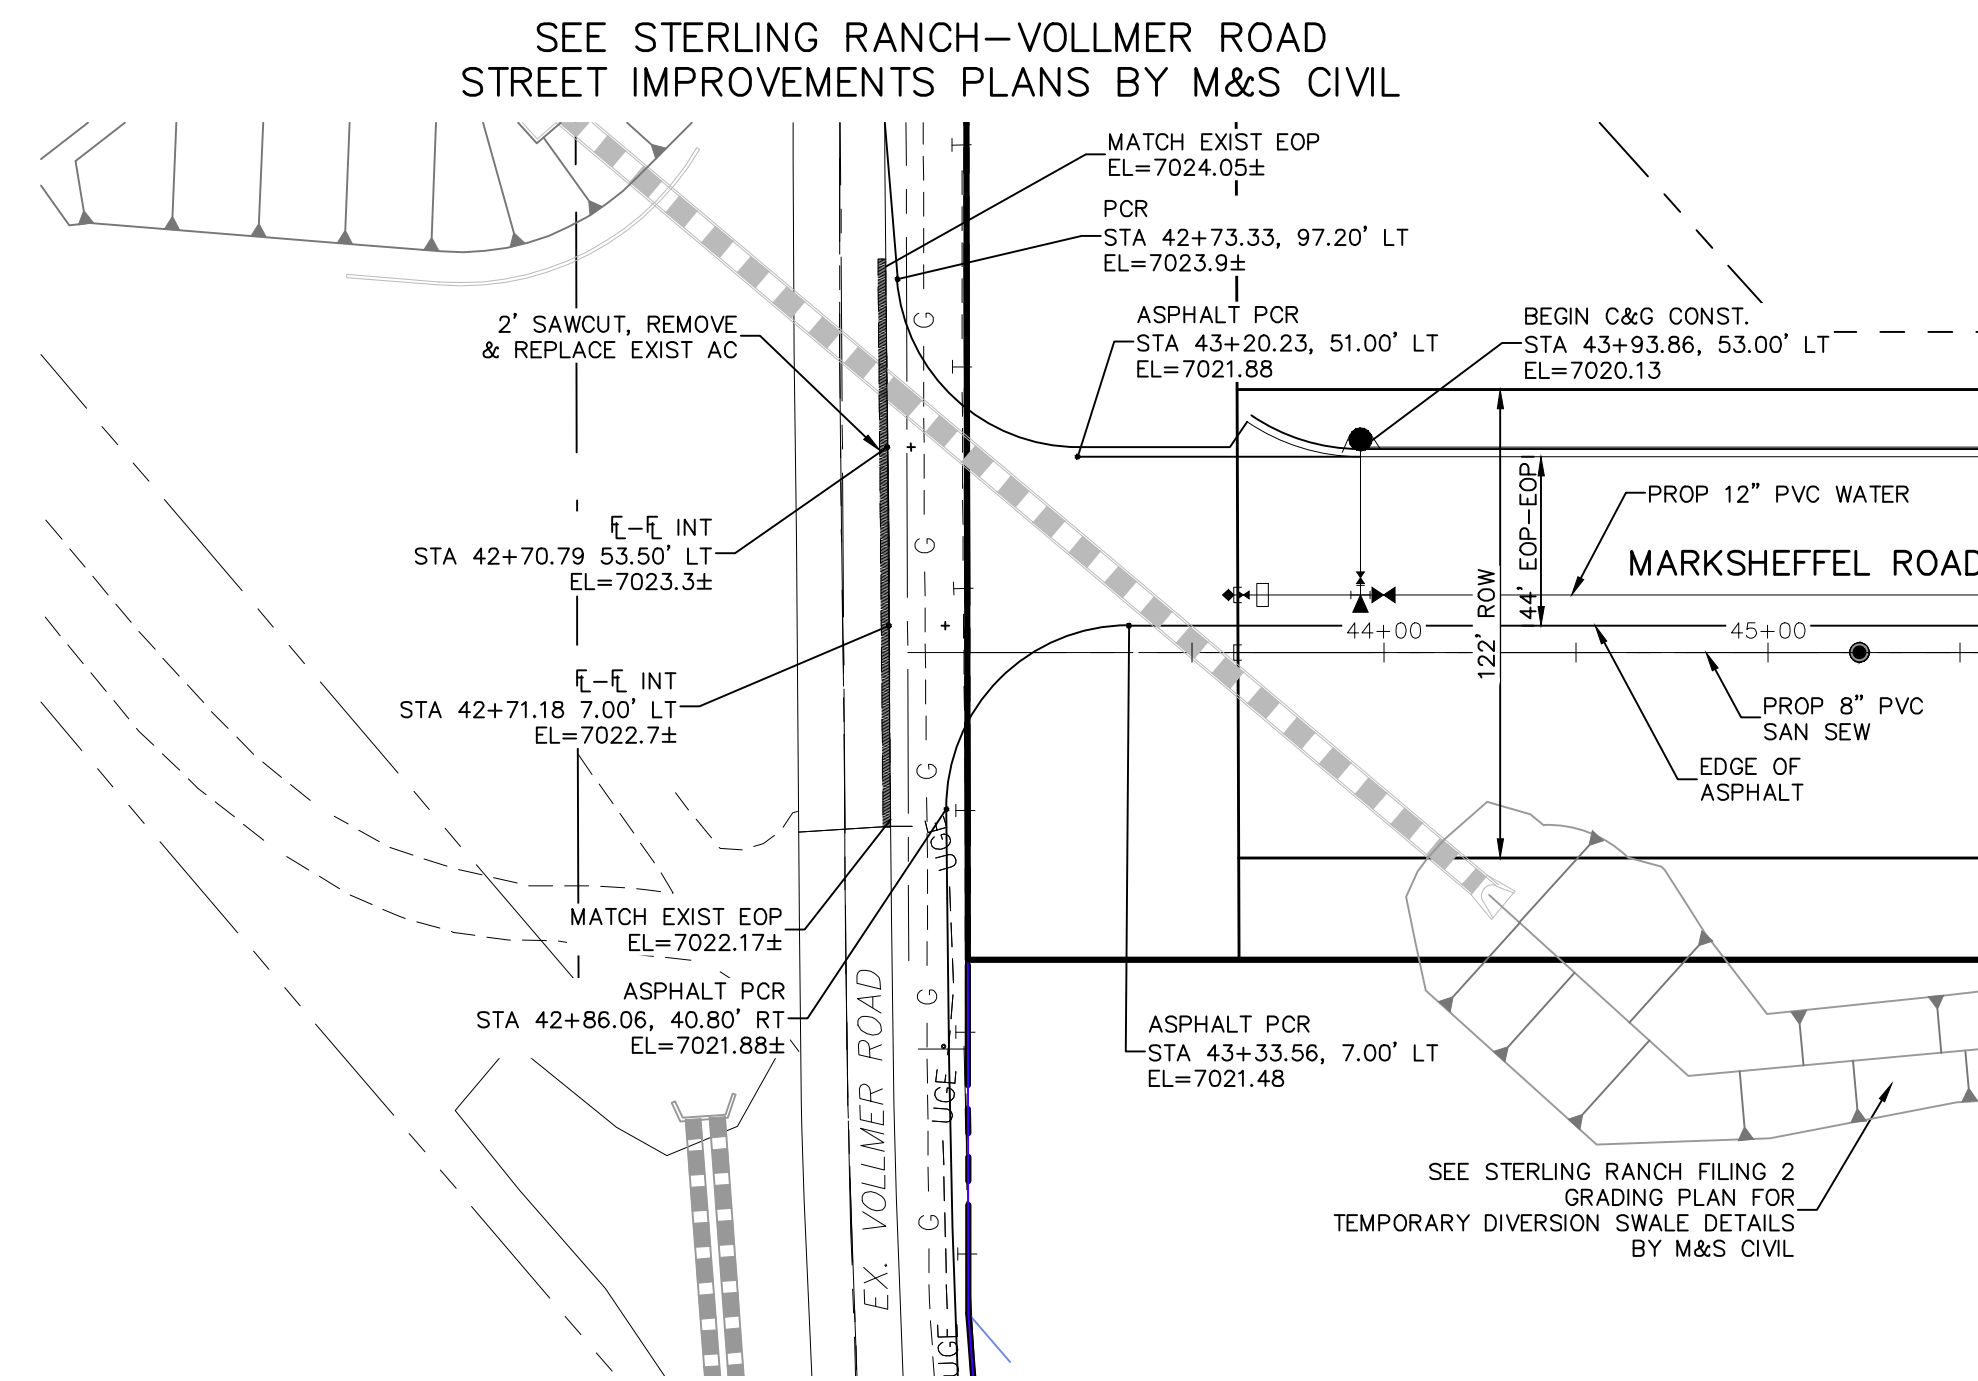 SEE STERLING RANCH-VOLLMER ROAD
STREET IMPROVEMENTS PLANS BY M&S CIVIL
MATCH EXIST EOP
EL=7024.05±
PCR
STA 42+73.33, 97.20' LT
EL=7023.9±
ASPHALT PCR
STA 43+20.23, 51.00' LT
EL=7021.88
BEGIN C&G CONST.
STA 43+93.86, 53.00' LT
EL=7020.13
2' SAWCUT, REMOVE
& REPLACE EXIST AC
FL-FL INT
STA 42+70.79 53.50' LT
EL=7023.3±
FL-FL INT
STA 42+71.18 7.00' LT
EL=7022.7±
G
G
G
G
G
PROP 12" PVC WATER
MARKSHEFFEL ROAD
44' EOP-EOP
122' ROW
44+00
45+00
PROP 8" PVC
SAN SEW
EDGE OF
ASPHALT
MATCH EXIST EOP
EL=7022.17±
ASPHALT PCR
STA 42+86.06, 40.80' RT
EL=7021.88±
UGE
UGE
UGE
EX. VOLLMER ROAD
ASPHALT PCR
STA 43+33.56, 7.00' LT
EL=7021.48
SEE STERLING RANCH FILING 2
GRADING PLAN FOR
TEMPORARY DIVERSION SWALE DETAILS
BY M&S CIVIL